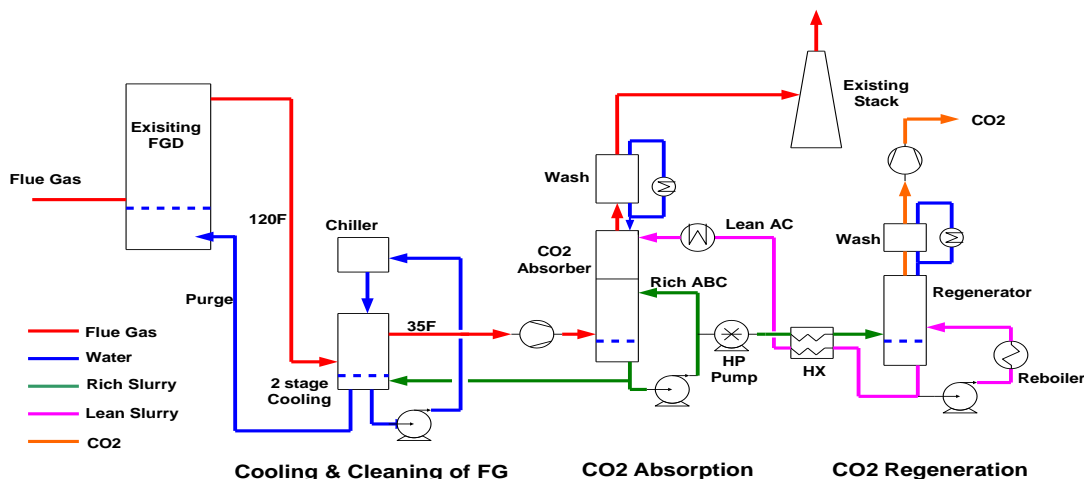 Exisiting
FGD
Flue Gas
120F
Purge
Chiller
35F
2 stage
Cooling
Wash
CO2
Absorber
Existing
Stack
Lean AC
Rich ABC
HP
Pump
HX
CO2
Wash
Regenerator
Reboiler
Flue Gas
Water
Rich Slurry
Lean Slurry
CO2
Cooling & Cleaning of FG
CO2 Absorption
CO2 Regeneration